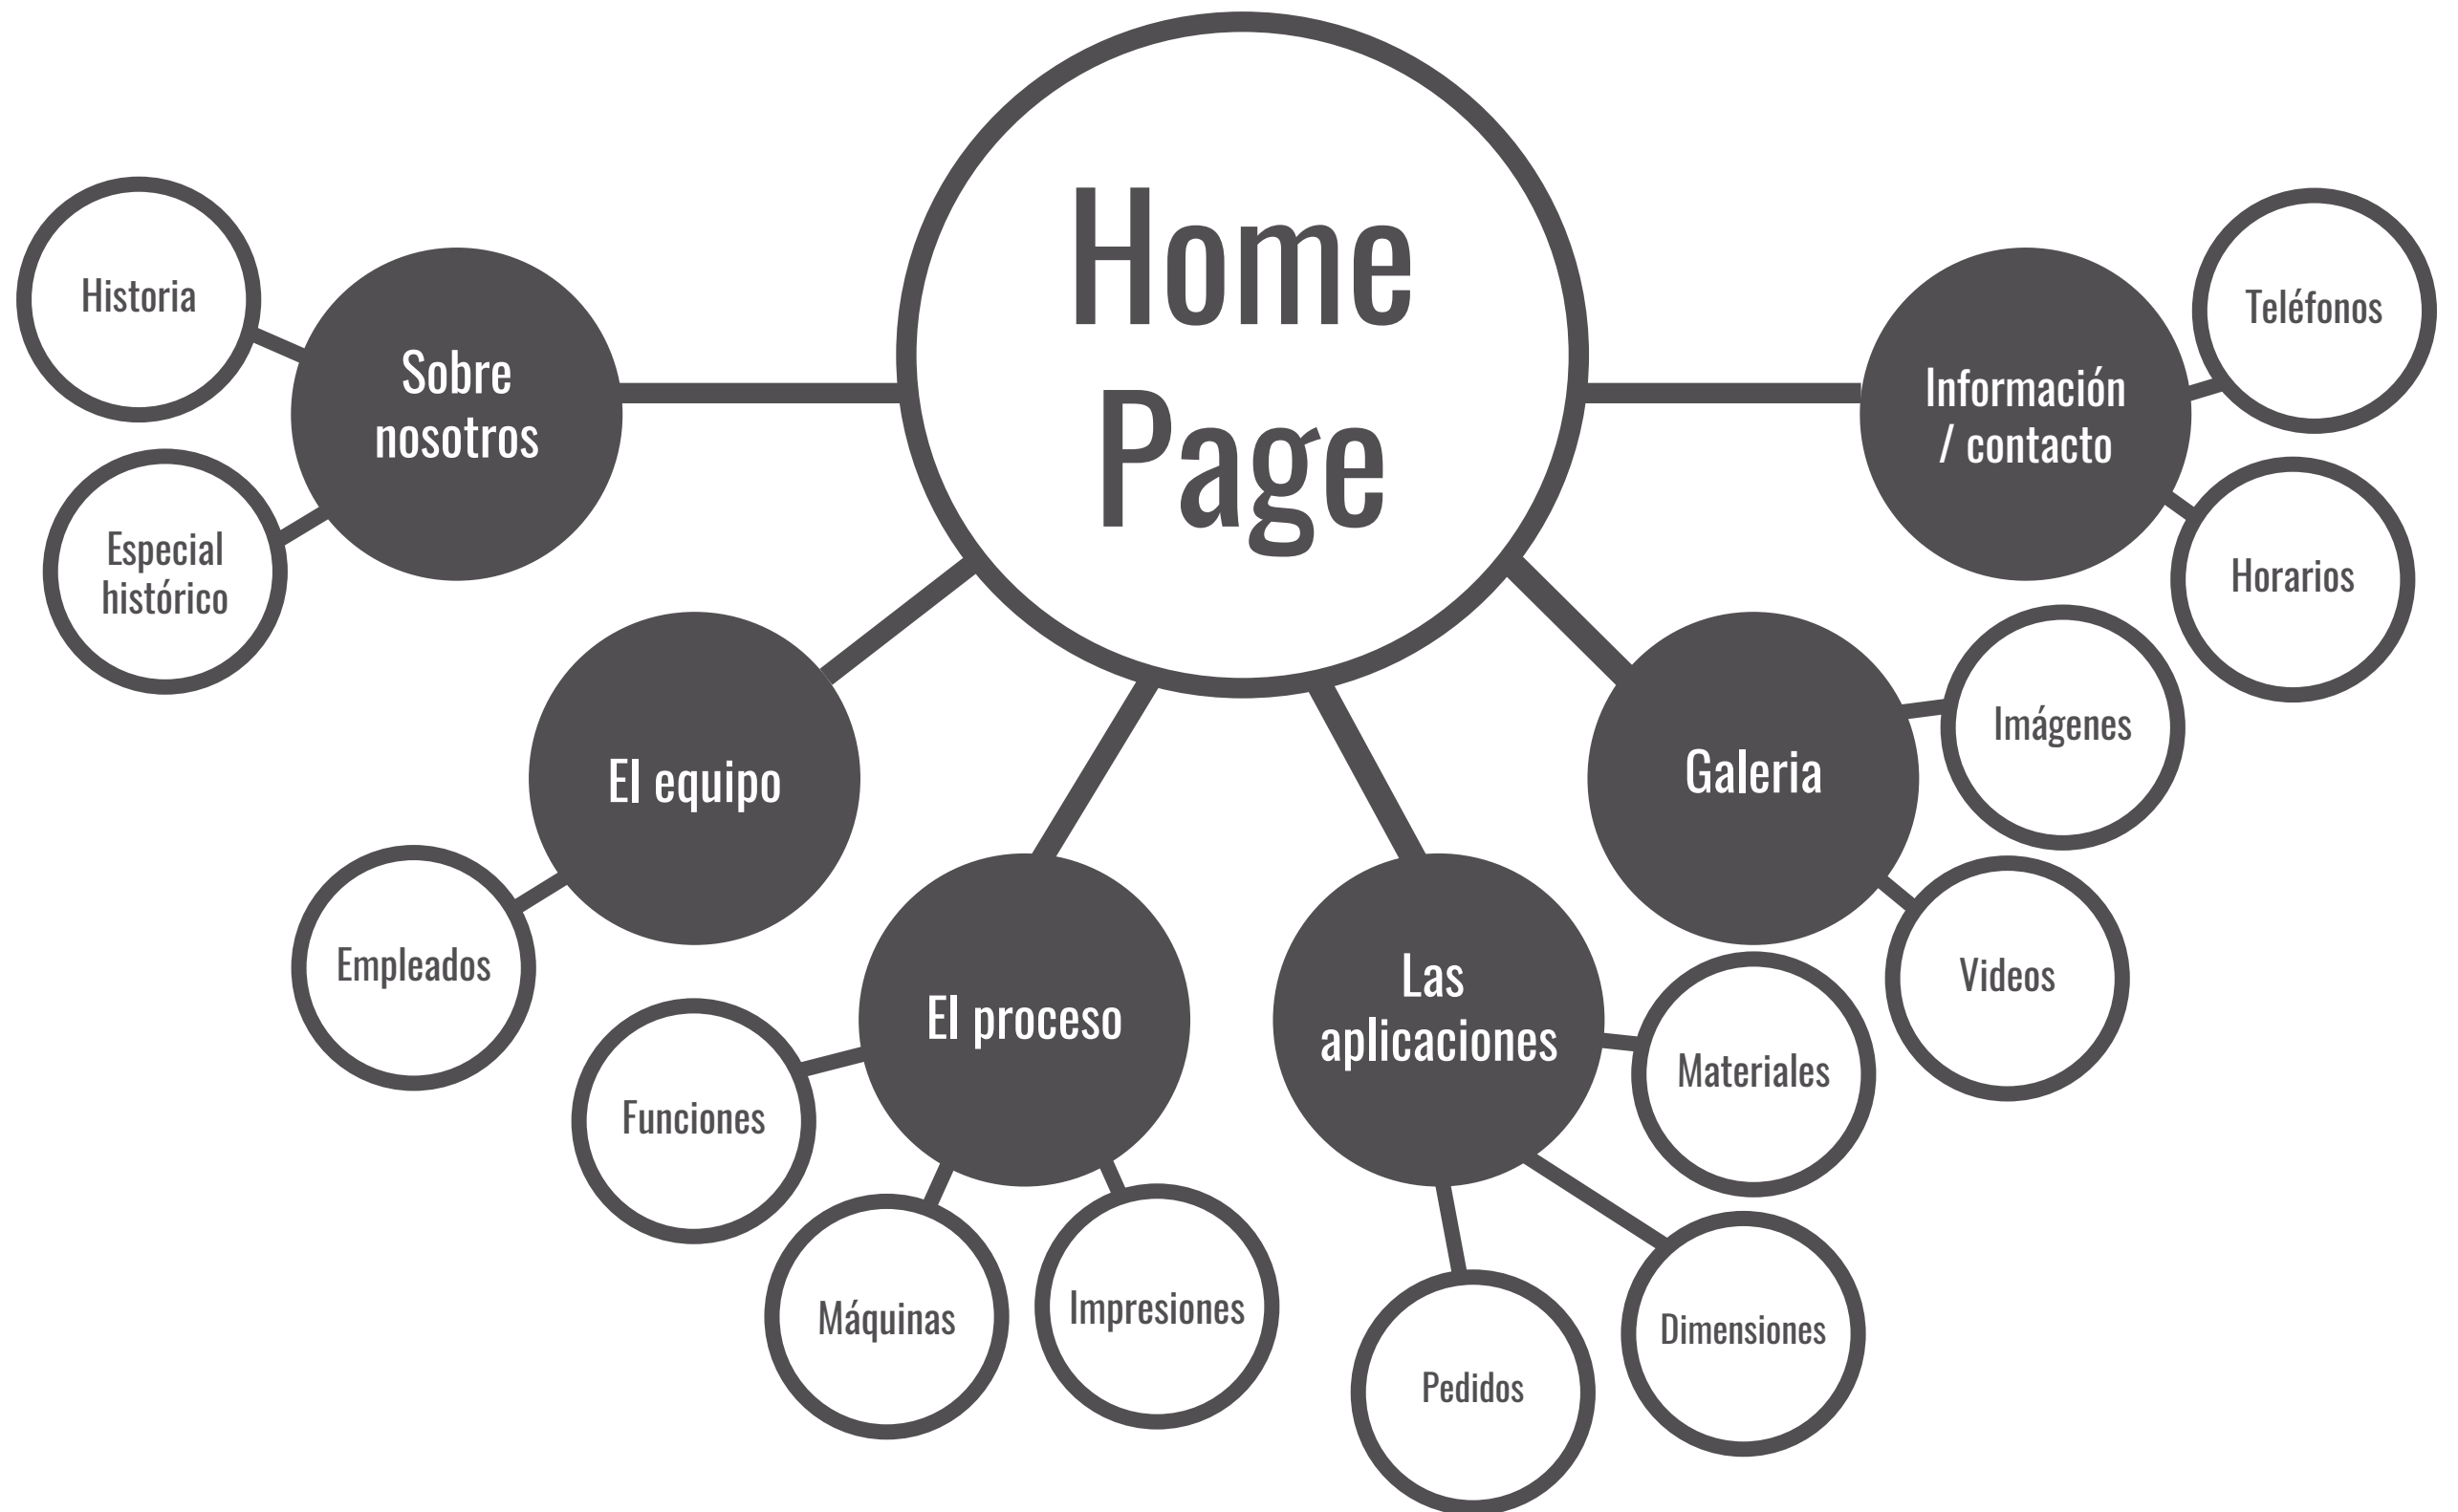 Home
Page
Historia
Sobre
nosotros
Especial
histórico
Información
/ contacto
Teléfonos
Horarios
El equipo
Empleados
Galeria
Imágenes
Videos
El proceso
Funciones
Máquinas
Impresiones
Las
aplicaciones
Materiales
Dimensiones
Pedidos